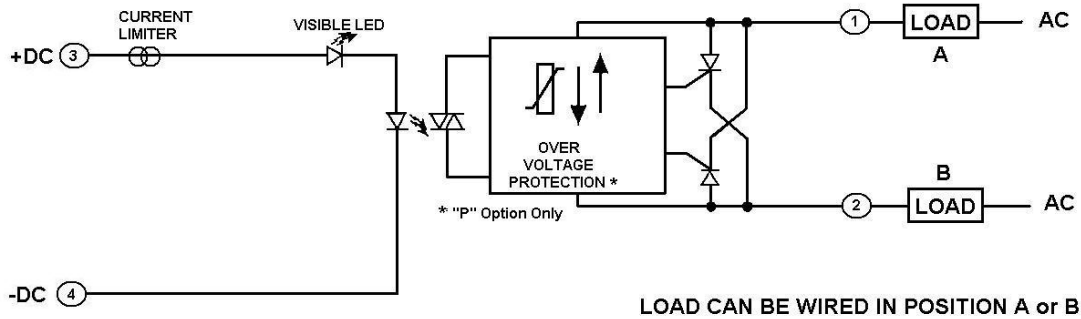 CURRENT
LIMITER
VISIBLE LED
+DC 3
1 LOAD AC
A
OVER
VOLTAGE
PROTECTION *
* "P" Option Only
B
2 LOAD AC
-DC 4
LOAD CAN BE WIRED IN POSITION A or B